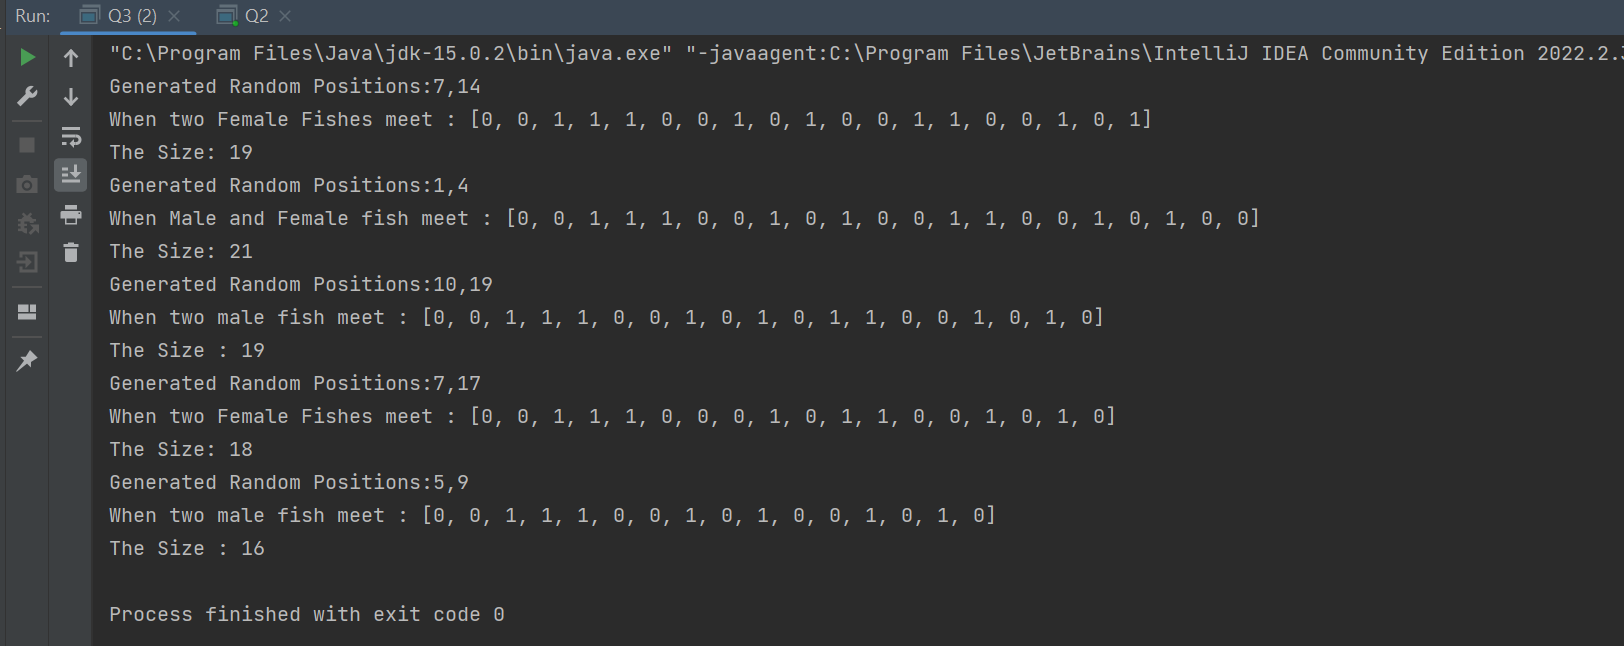 Run: Q3 (2) Q2
"C:\Program Files\Java\jdk-15.0.2\bin\java.exe" "-javaagent:C:\Program Files\JetBrains\IntelliJ IDEA Community Edition 2022.2.
Generated Random Positions:7,14
When two Female Fishes meet : [0, 0, 1, 1, 1, 0, 0, 1, 0, 1, 0, 0, 1, 1, 0, 0, 1, 0, 1]
The Size: 19
Generated Random Positions:1,4
When Male and Female fish meet : [0, 0, 1, 1, 1, 0, 0, 1, 0, 1, 0, 0, 1, 1, 0, 0, 1, 0, 1, 0, 0]
The Size: 21
Generated Random Positions:10,19
When two male fish meet : [0, 0, 1, 1, 1, 0, 0, 1, 0, 1, 0, 1, 1, 0, 0, 1, 0, 1, 0]
The Size : 19
Generated Random Positions:7,17
When two Female Fishes meet : [0, 0, 1, 1, 1, 0, 0, 0, 1, 0, 1, 1, 0, 0, 1, 0, 1, 0]
The Size: 18
Generated Random Positions:5,9
When two male fish meet : [0, 0, 1, 1, 1, 0, 0, 1, 0, 1, 0, 0, 1, 0, 1, 0]
The Size : 16
Process finished with exit code 0